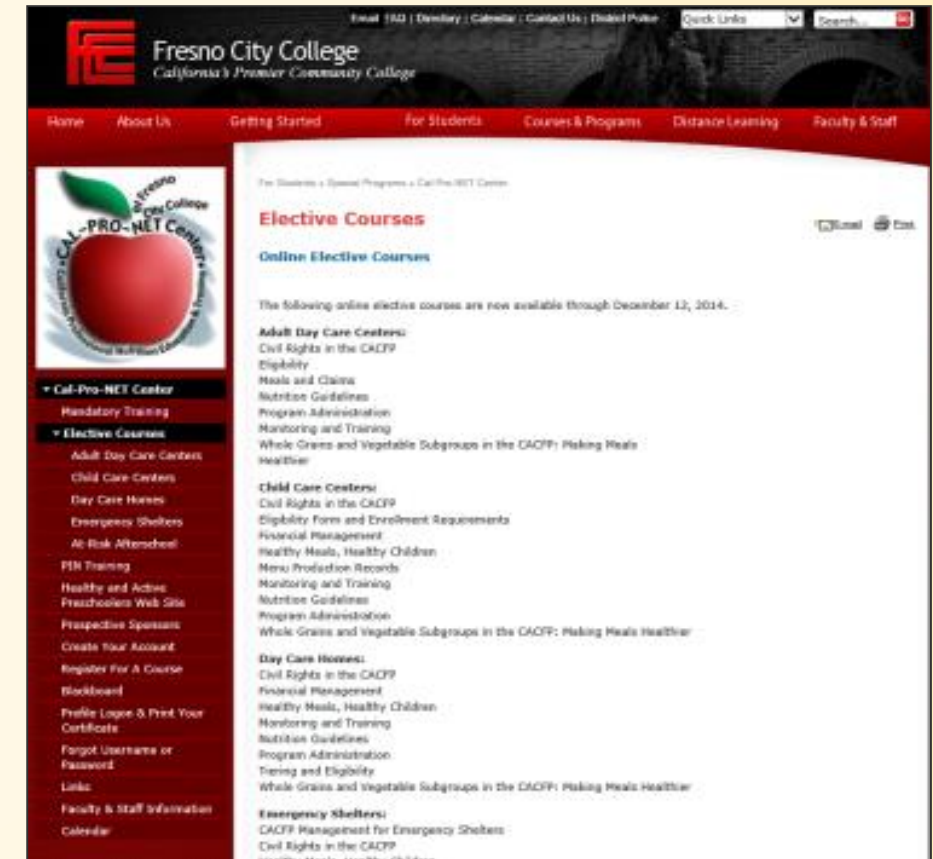 Email FAQ | Directory | Calendar | Contact Us | District Police
Quick Links
Search...
Fresno City College
California's Premier Community College
Home
About Us
Getting Started
For Students
Courses & Programs
Distance Learning
Faculty & Staff
CAL-PRO-NET Center
at Fresno
City College
California Professional Nutrition Education & Training
For Students » Special Programs » Cal-Pro-NET Center
Elective Courses
Email
Print
Online Elective Courses
The following online elective courses are now available through December 12, 2014.
Adult Day Care Centers:
Civil Rights in the CACFP
Eligibility
Meals and Claims
Nutrition Guidelines
Program Administration
Monitoring and Training
Whole Grains and Vegetable Subgroups in the CACFP: Making Meals
Healthier
Child Care Centers:
Civil Rights in the CACFP
Eligibility Form and Enrollment Requirements
Financial Management
Healthy Meals, Healthy Children
Menu Production Records
Monitoring and Training
Nutrition Guidelines
Program Administration
Whole Grains and Vegetable Subgroups in the CACFP: Making Meals Healthier
Day Care Homes:
Civil Rights in the CACFP
Financial Management
Healthy Meals, Healthy Children
Monitoring and Training
Nutrition Guidelines
Program Administration
Tiering and Eligibility
Whole Grains and Vegetable Subgroups in the CACFP: Making Meals Healthier
Emergency Shelters:
CACFP Management for Emergency Shelters
Civil Rights in the CACFP
Healthy Meals, Healthy Children
Cal-Pro-NET Center
Mandatory Training
Elective Courses
Adult Day Care Centers
Child Care Centers
Day Care Homes
Emergency Shelters
At-Risk Afterschool
PIN Training
Healthy and Active
Preschoolers Web Site
Prospective Sponsors
Create Your Account
Register For A Course
Blackboard
Profile Logon & Print Your
Certificate
Forgot Username or
Password
Links
Faculty & Staff Information
Calendar